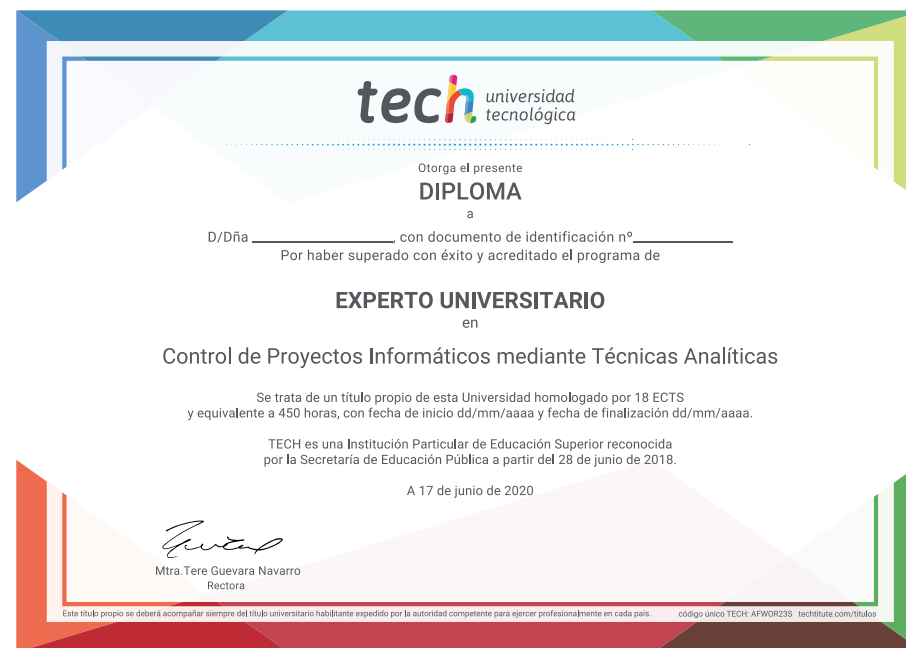 tech universidad
tecnológica
Otorga el presente
DIPLOMA
a
D/Dña ____________, con documento de identificación nº____________
Por haber superado con éxito y acreditado el programa de
EXPERTO UNIVERSITARIO
en
Control de Proyectos Informáticos mediante Técnicas Analíticas
Se trata de un título propio de esta Universidad homologado por 18 ECTS
y equivalente a 450 horas, con fecha de inicio dd/mm/aaaa y fecha de finalización dd/mm/aaaa.
TECH es una Institución Particular de Educación Superior reconocida
por la Secretaría de Educación Pública a partir del 28 de junio de 2018.
A 17 de junio de 2020
Mtra.Tere Guevara Navarro
Rectora
Este título propio se deberá acompañar siempre del título universitario habilitante expedido por la autoridad competente para ejercer profesionalmente en cada país. código único TECH: AFWOR23S techtitute.com/titulos